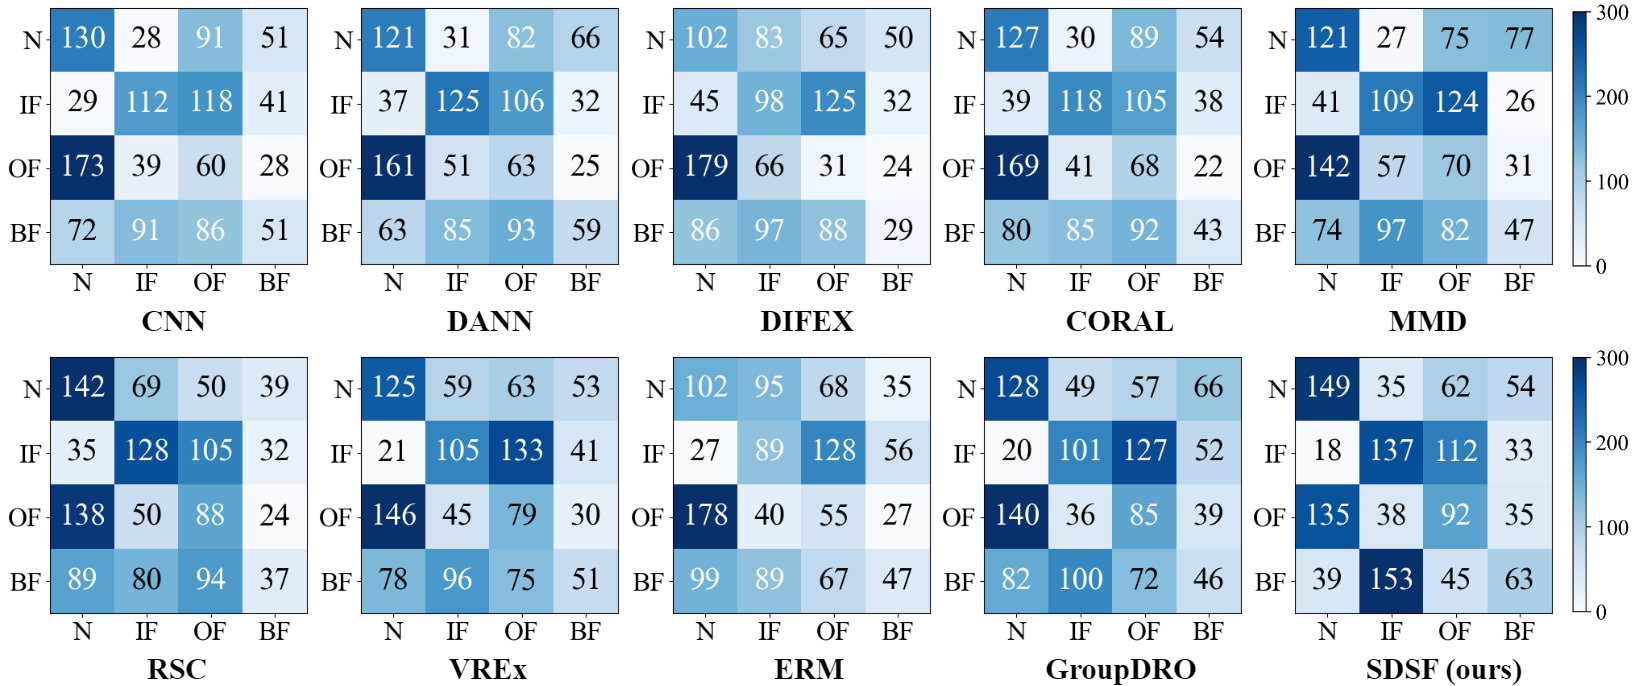 N 130 28 91 51 N 121 31 82 66 N 102 83 65 50 N 127 30 89 54 N 121 27 75 77 300
IF 29 112 118 41 IF 37 125 106 32 IF 45 98 125 32 IF 39 118 105 38 IF 41 109 124 26 200
OF 173 39 60 28 OF 161 51 63 25 OF 179 66 31 24 OF 169 41 68 22 OF 142 57 70 31 100
BF 72 91 86 51 BF 63 85 93 59 BF 86 97 88 29 BF 80 85 92 43 BF 74 97 82 47 0
N IF OF BF N IF OF BF N IF OF BF N IF OF BF N IF OF BF
CNN DANN DIFEX CORAL MMD
N 142 69 50 39 N 125 59 63 53 N 102 95 68 35 N 128 49 57 66 N 149 35 62 54 300
IF 35 128 105 32 IF 21 105 133 41 IF 27 89 128 56 IF 20 101 127 52 IF 18 137 112 33 200
OF 138 50 88 24 OF 146 45 79 30 OF 178 40 55 27 OF 140 36 85 39 OF 135 38 92 35 100
BF 89 80 94 37 BF 78 96 75 51 BF 99 89 67 47 BF 82 100 72 46 BF 39 153 45 63 0
N IF OF BF N IF OF BF N IF OF BF N IF OF BF N IF OF BF
RSC VREx ERM GroupDRO SDSF (ours)